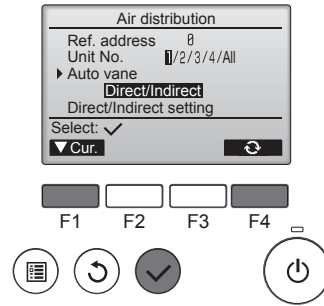 Air distribution
Ref. address 0
Unit No. 1/2/3/4/All
Auto vane
Direct/Indirect
Direct/Indirect setting
Select: ✓
▼Cur.
F1 F2 F3 F4